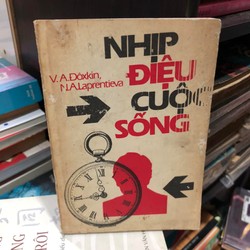 NHỊP
V.A.Đôxkin,
ĐIỆU
N.A.Laprentieva
CUỘC
SỐNG